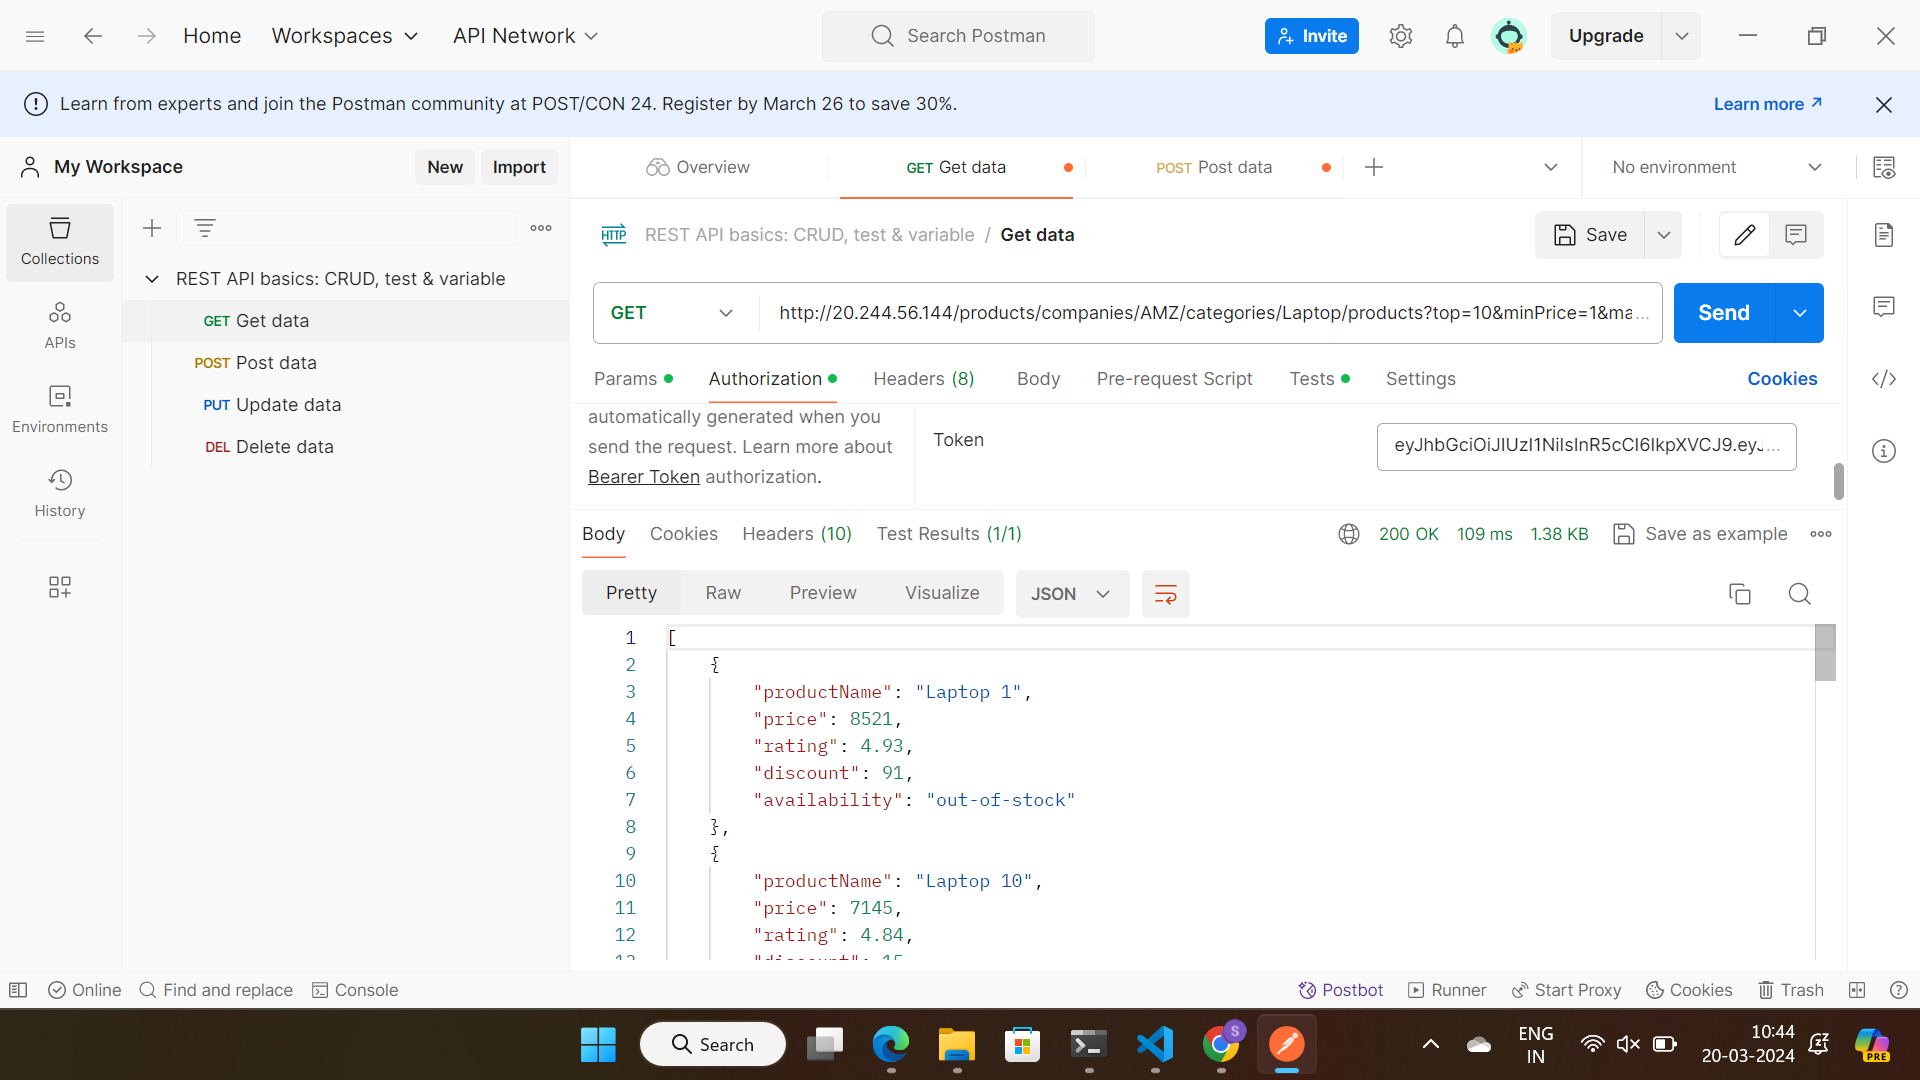 Home Workspaces API Network Search Postman Invite Upgrade
Learn from experts and join the Postman community at POST/CON 24. Register by March 26 to save 30%. Learn more
My Workspace New Import Overview GET Get data POST Post data No environment
Collections
APIs
Environments
History
REST API basics: CRUD, test & variable
GET Get data
POST Post data
PUT Update data
DEL Delete data
HTTP REST API basics: CRUD, test & variable / Get data Save
GET http://20.244.56.144/products/companies/AMZ/categories/Laptop/products?top=10&minPrice=1&ma... Send
Params Authorization Headers (8) Body Pre-request Script Tests Settings Cookies
automatically generated when you
send the request. Learn more about
Bearer Token authorization.
Token eyJhbGciOiJIUzI1NiIsInR5cCI6IkpXVCJ9.eyJ...
Body Cookies Headers (10) Test Results (1/1) 200 OK 109 ms 1.38 KB Save as example
Pretty Raw Preview Visualize JSON
1 [
2 {
3 "productName": "Laptop 1",
4 "price": 8521,
5 "rating": 4.93,
6 "discount": 91,
7 "availability": "out-of-stock"
8 },
9 {
10 "productName": "Laptop 10",
11 "price": 7145,
12 "rating": 4.84,
13 "discount": 15
Online Find and replace Console Postbot Runner Start Proxy Cookies Trash
Search S ENG
IN
10:44
20-03-2024
PRE